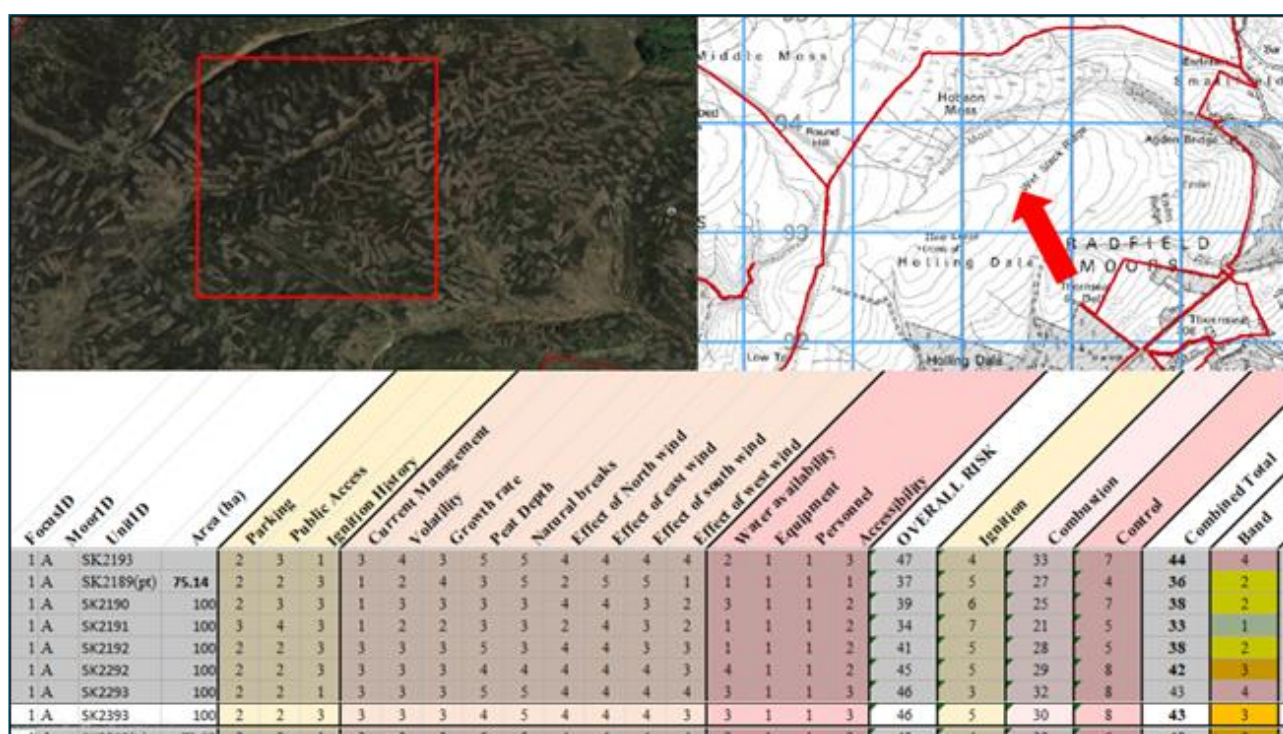 Middle Moss
Hobson
Moss
Round
Hill
94
Agden Bridge
93
RADFIELD
MOORS
Holling Dale
92
Low To
Holling Dale
FocusID MoorID UnitID Area (ha) Parking Public Access Ignition History Current Management Volatility Growth rate Peat Depth Natural breaks Effect of North wind Effect of east wind Effect of south wind Effect of west wind Water availability Equipment Personnel Accessibility OVERALL RISK Ignition Combustion Control Combined Total Band
1 A SK2193 2 3 1 3 4 3 5 5 4 4 4 4 2 1 1 3 47 4 33 7 44 4
1 A SK2189(pt) 75.14 2 2 3 1 2 4 3 5 2 5 5 1 1 1 1 1 37 5 27 4 36 2
1 A SK2190 100 2 3 3 1 3 3 3 3 4 4 3 2 3 1 1 2 39 6 25 7 38 2
1 A SK2191 100 3 4 3 1 2 2 3 3 2 4 3 2 1 1 1 2 34 7 21 5 33 1
1 A SK2192 100 2 2 3 3 3 3 5 3 4 4 3 3 1 1 1 2 41 5 28 5 38 2
1 A SK2292 100 2 2 3 3 3 4 4 4 4 4 4 3 4 1 1 2 45 5 29 8 42 3
1 A SK2293 100 2 2 1 3 3 3 5 5 4 4 4 4 3 1 1 3 46 3 32 8 43 4
1 A SK2393 100 2 2 3 3 3 3 4 5 4 4 4 3 3 1 1 3 46 5 30 8 43 3